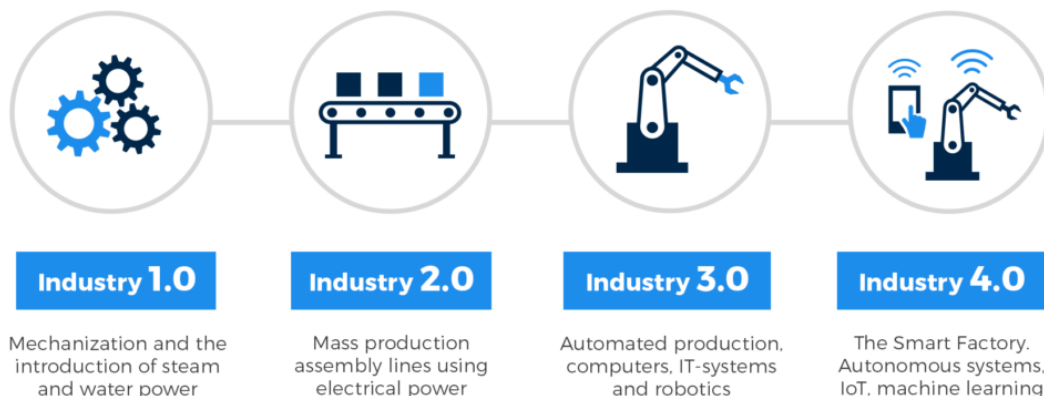 Industry 1.0
Mechanization and the
introduction of steam
and water power
Industry 2.0
Mass production
assembly lines using
electrical power
Industry 3.0
Automated production,
computers, IT-systems
and robotics
Industry 4.0
The Smart Factory.
Autonomous systems,
IoT, machine learning